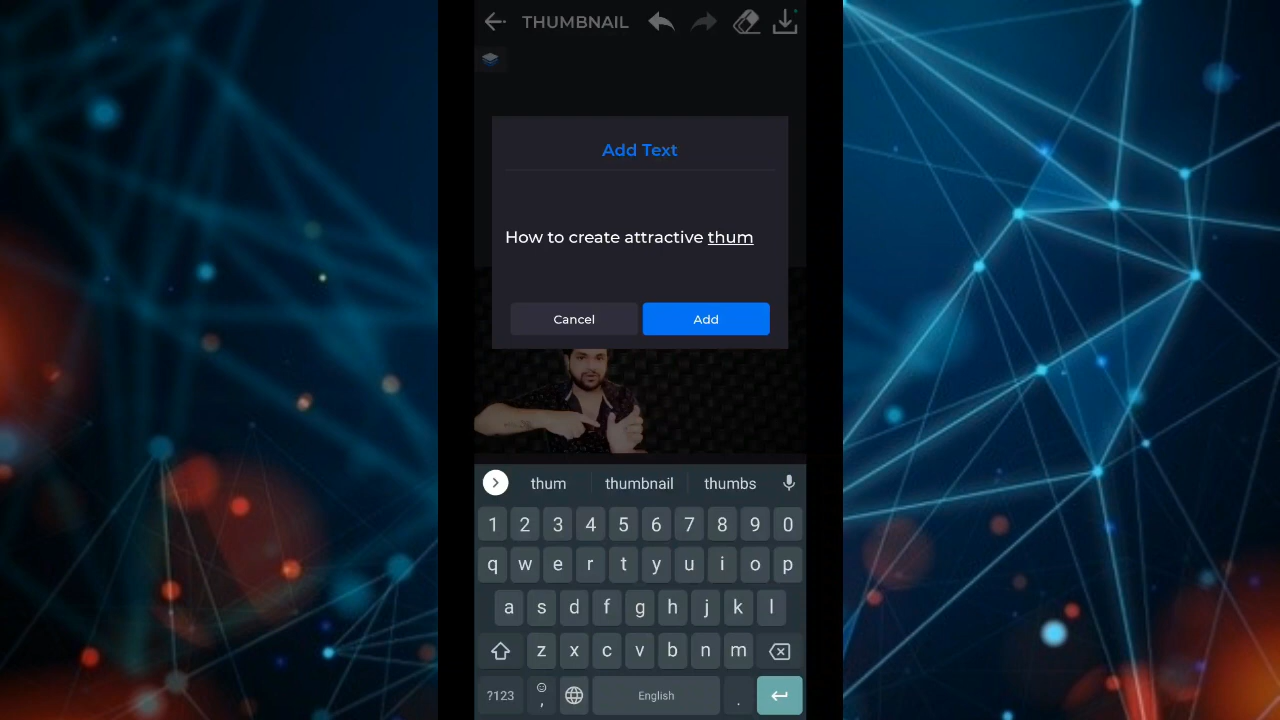 THUMBNAIL
Add Text
How to create attractive thum
Cancel Add
thum thumbnail thumbs
1 2 3 4 5 6 7 8 9 0
q w e r t y u i o p
a s d f g h j k l
z x c v b n m
?123 , English .